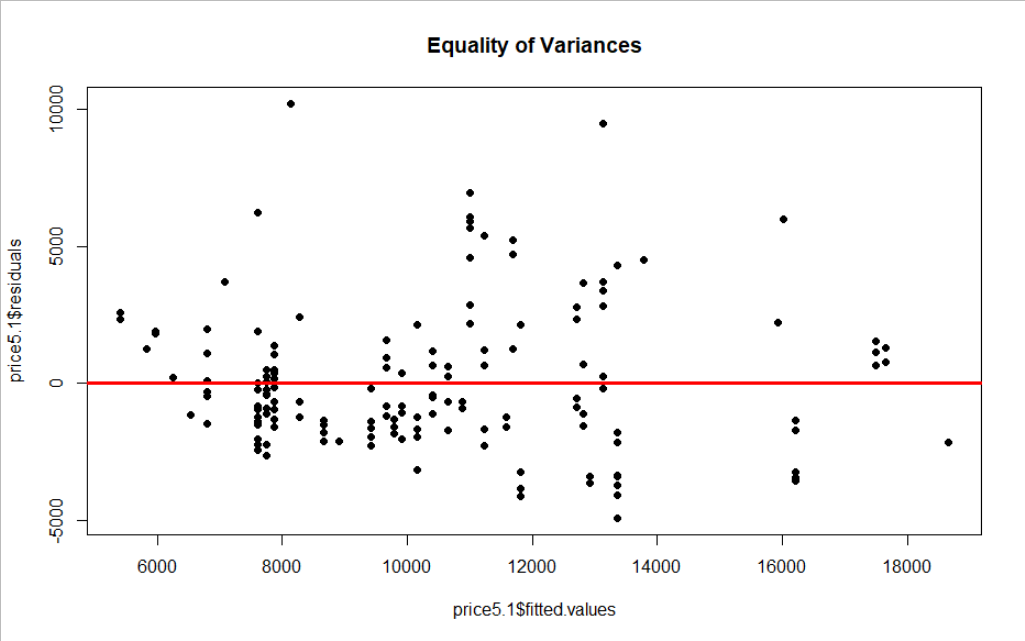 Equality of Variances
price5.1$residuals
10000
5000
0
-5000
6000 8000 10000 12000 14000 16000 18000
price5.1$fitted.values